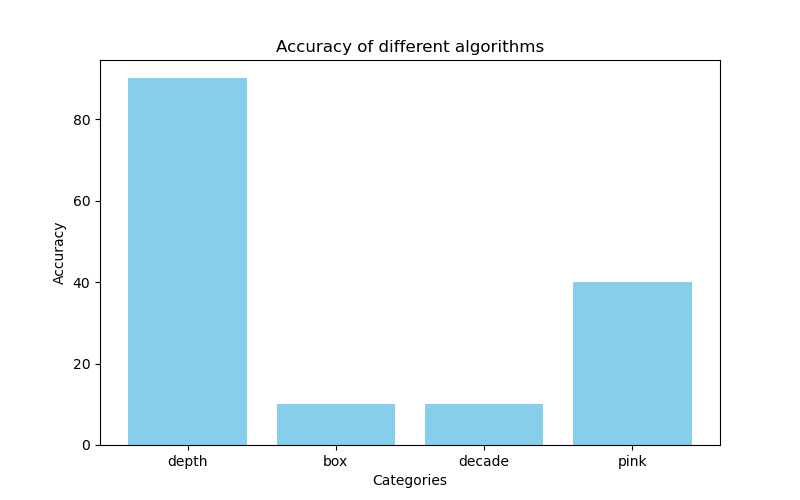 Accuracy of different algorithms
Accuracy
80
60
40
20
0
depth box decade pink
Categories